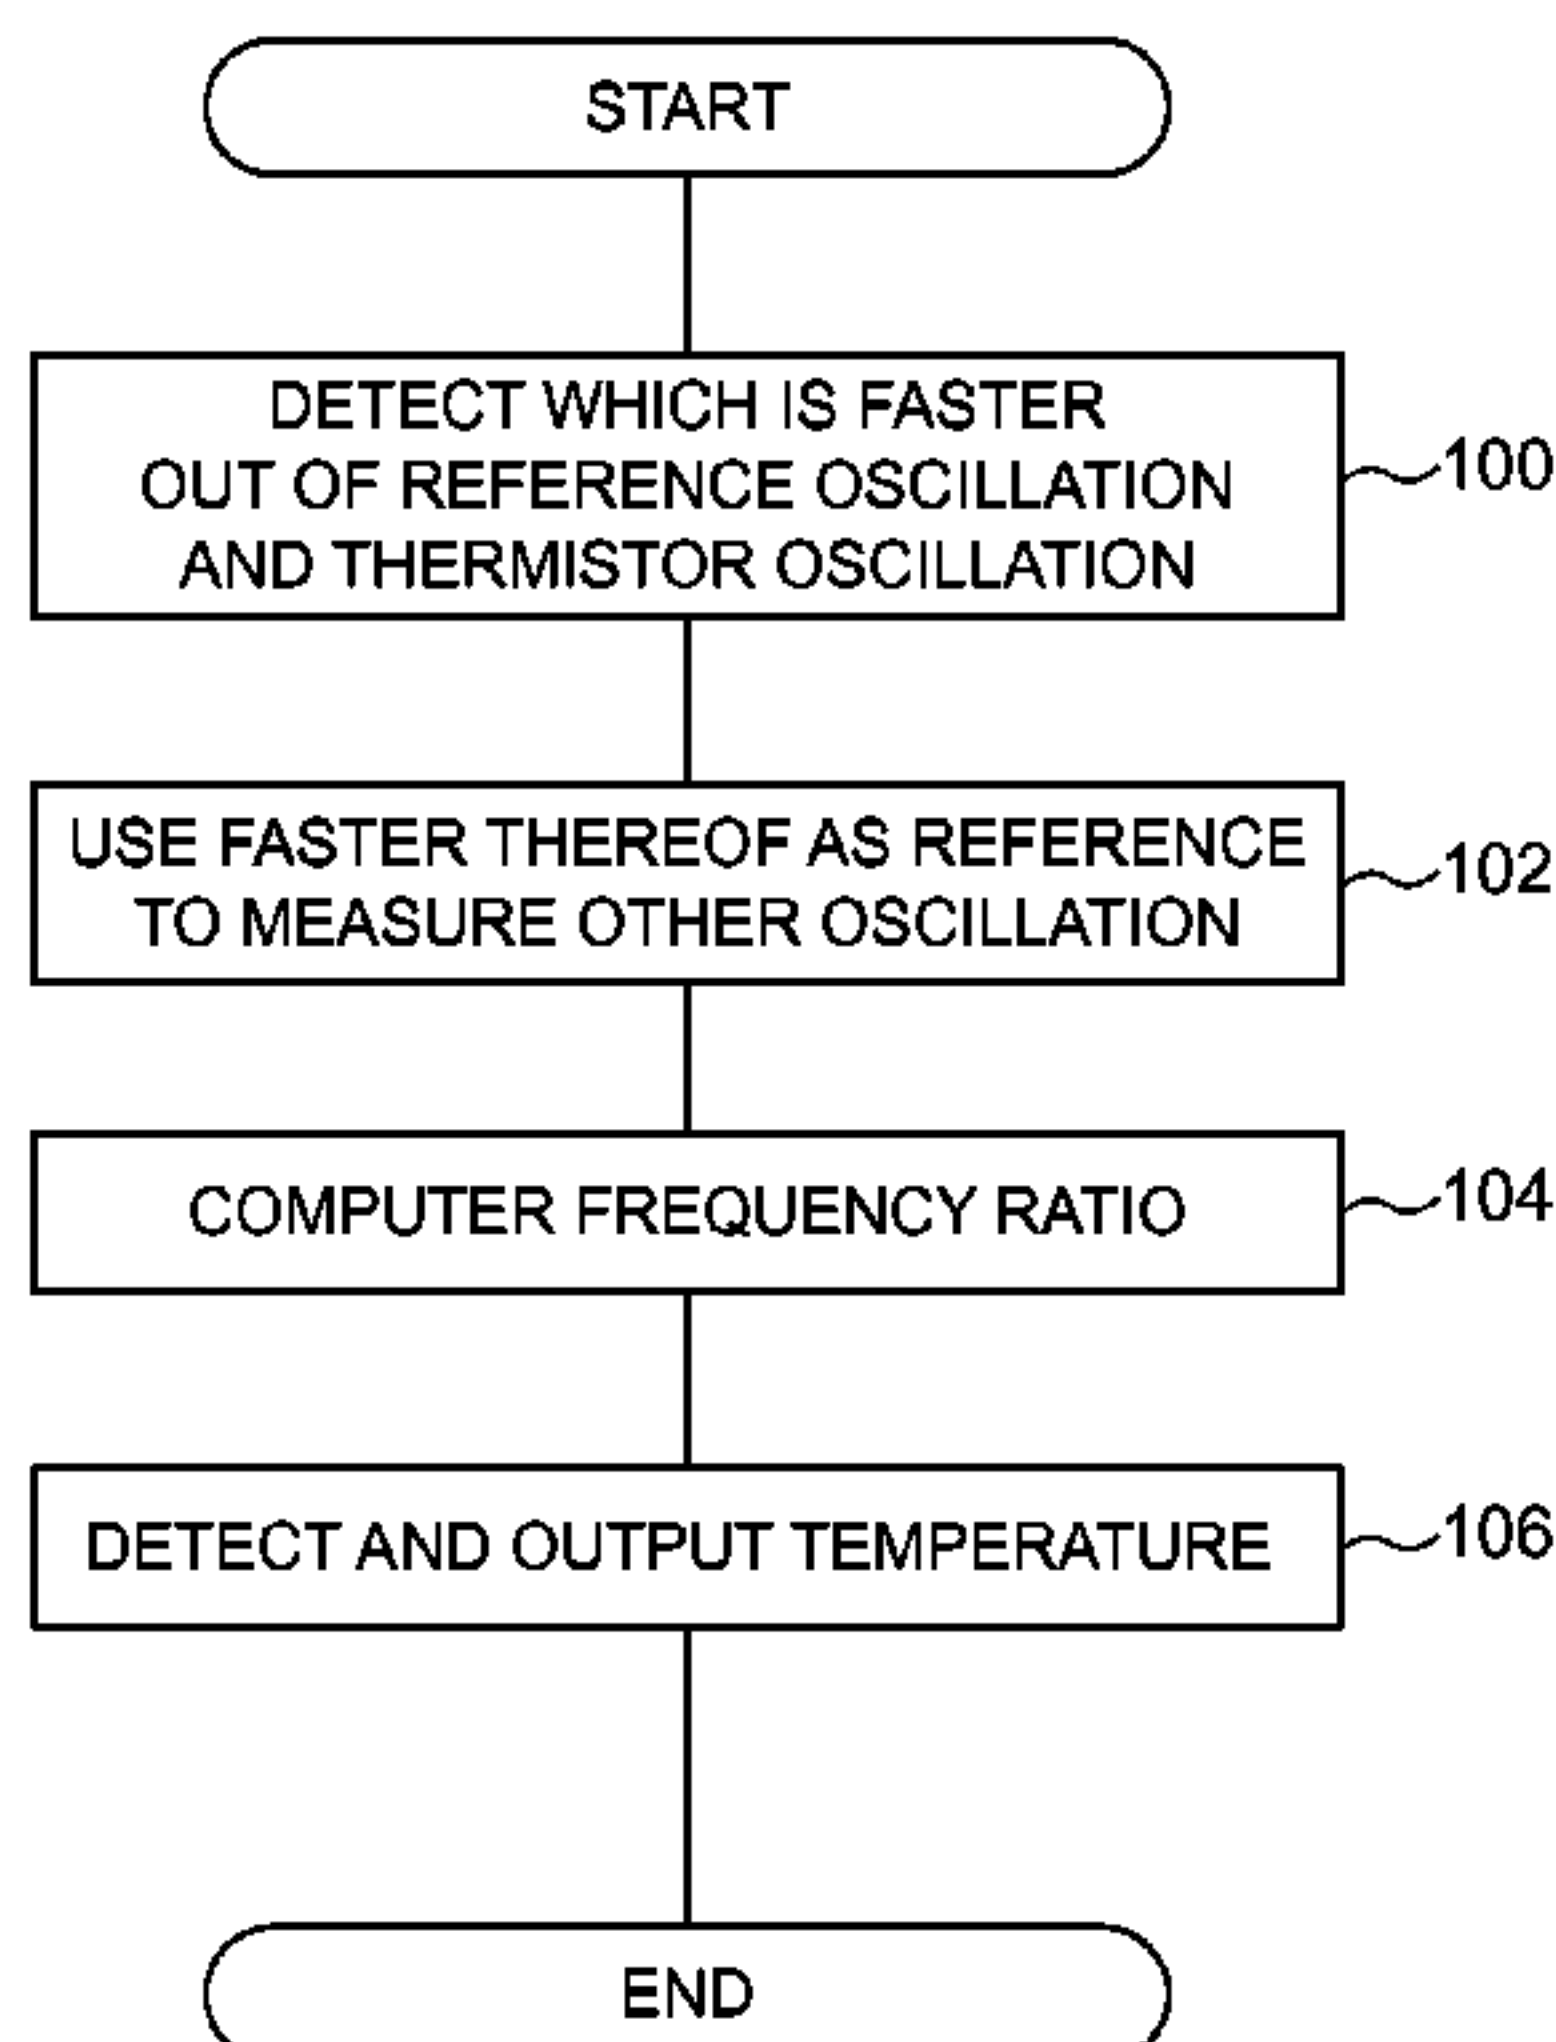 START
DETECT WHICH IS FASTER
OUT OF REFERENCE OSCILLATION
AND THERMISTOR OSCILLATION
100
USE FASTER THEREOF AS REFERENCE
TO MEASURE OTHER OSCILLATION
102
COMPUTER FREQUENCY RATIO
104
DETECT AND OUTPUT TEMPERATURE
106
END